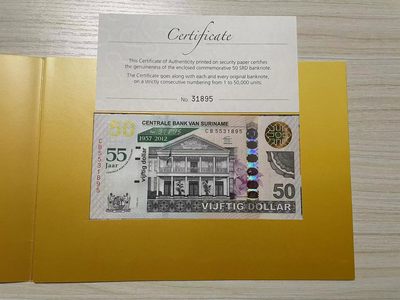 Certificate
This Certificate of Authenticity printed on security paper certifies
the genuineness of the enclosed commemorative 50 SRD banknote.
The Certificate goes along with each and every original banknote,
on a strictly consecutive numbering from 1 to 50,000 units.
No. 31895
50
CENTRALE BANK VAN SURINAME
No. 31895
CB5531895
1957-2012
55
jaar
vijftig dollar
50
VIJFTIG DOLLAR